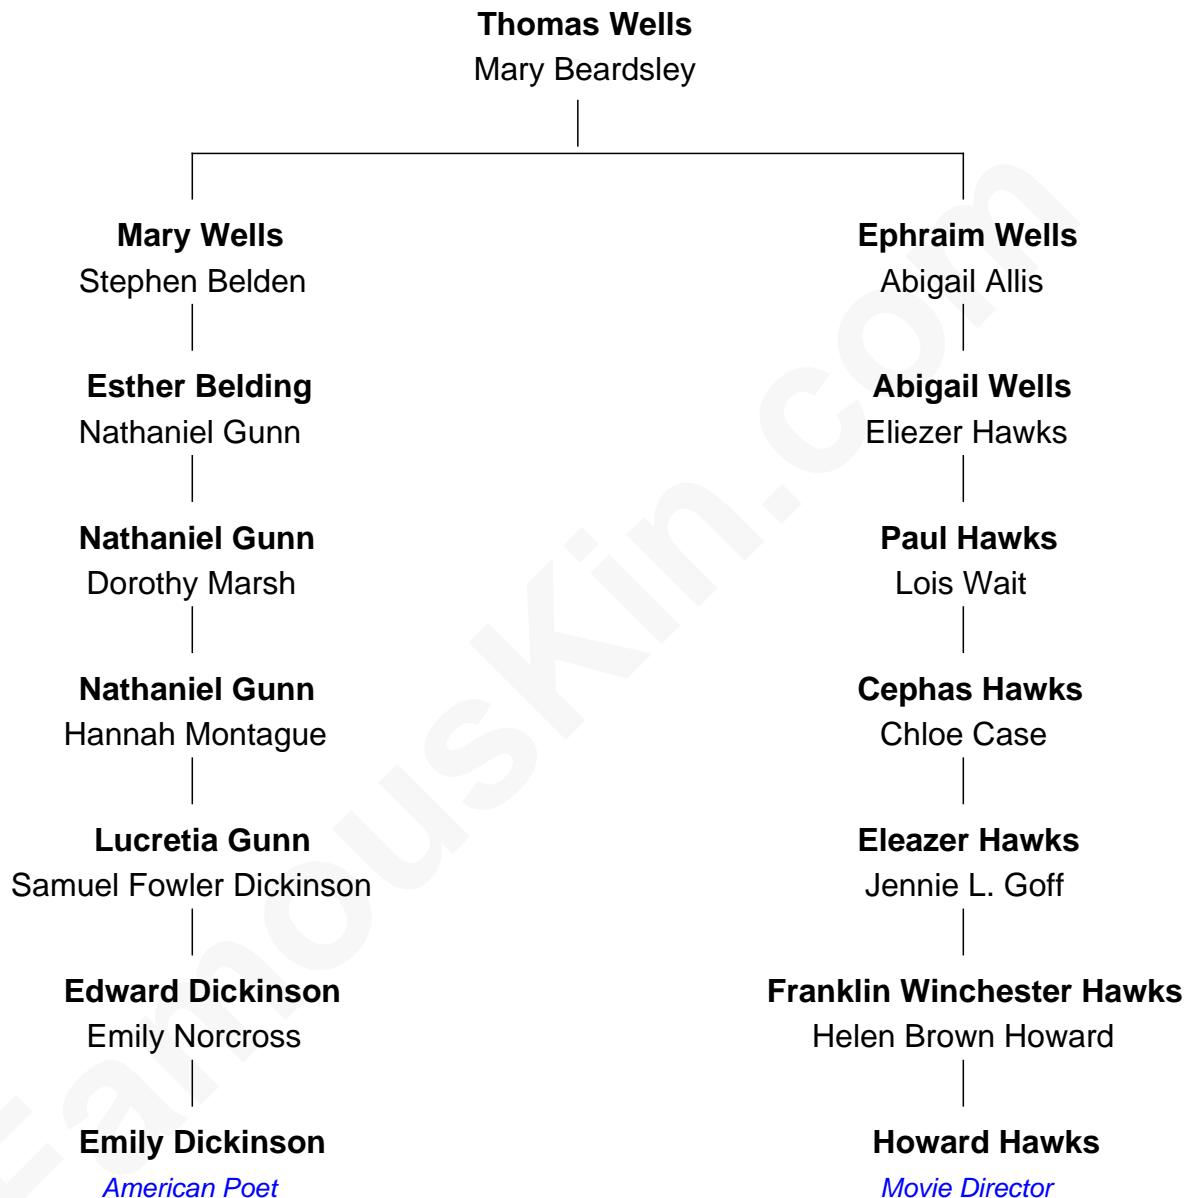 Thomas Wells
Mary Beardsley
Mary Wells
Stephen Belden
Ephraim Wells
Abigail Allis
Esther Belding
Nathaniel Gunn
Abigail Wells
Eliezer Hawks
Nathaniel Gunn
Dorothy Marsh
Paul Hawks
Lois Wait
Nathaniel Gunn
Hannah Montague
Cephas Hawks
Chloe Case
Lucretia Gunn
Samuel Fowler Dickinson
Eleazer Hawks
Jennie L. Goff
Edward Dickinson
Emily Norcross
Franklin Winchester Hawks
Helen Brown Howard
Emily Dickinson
American Poet
Howard Hawks
Movie Director
FamousKin.com